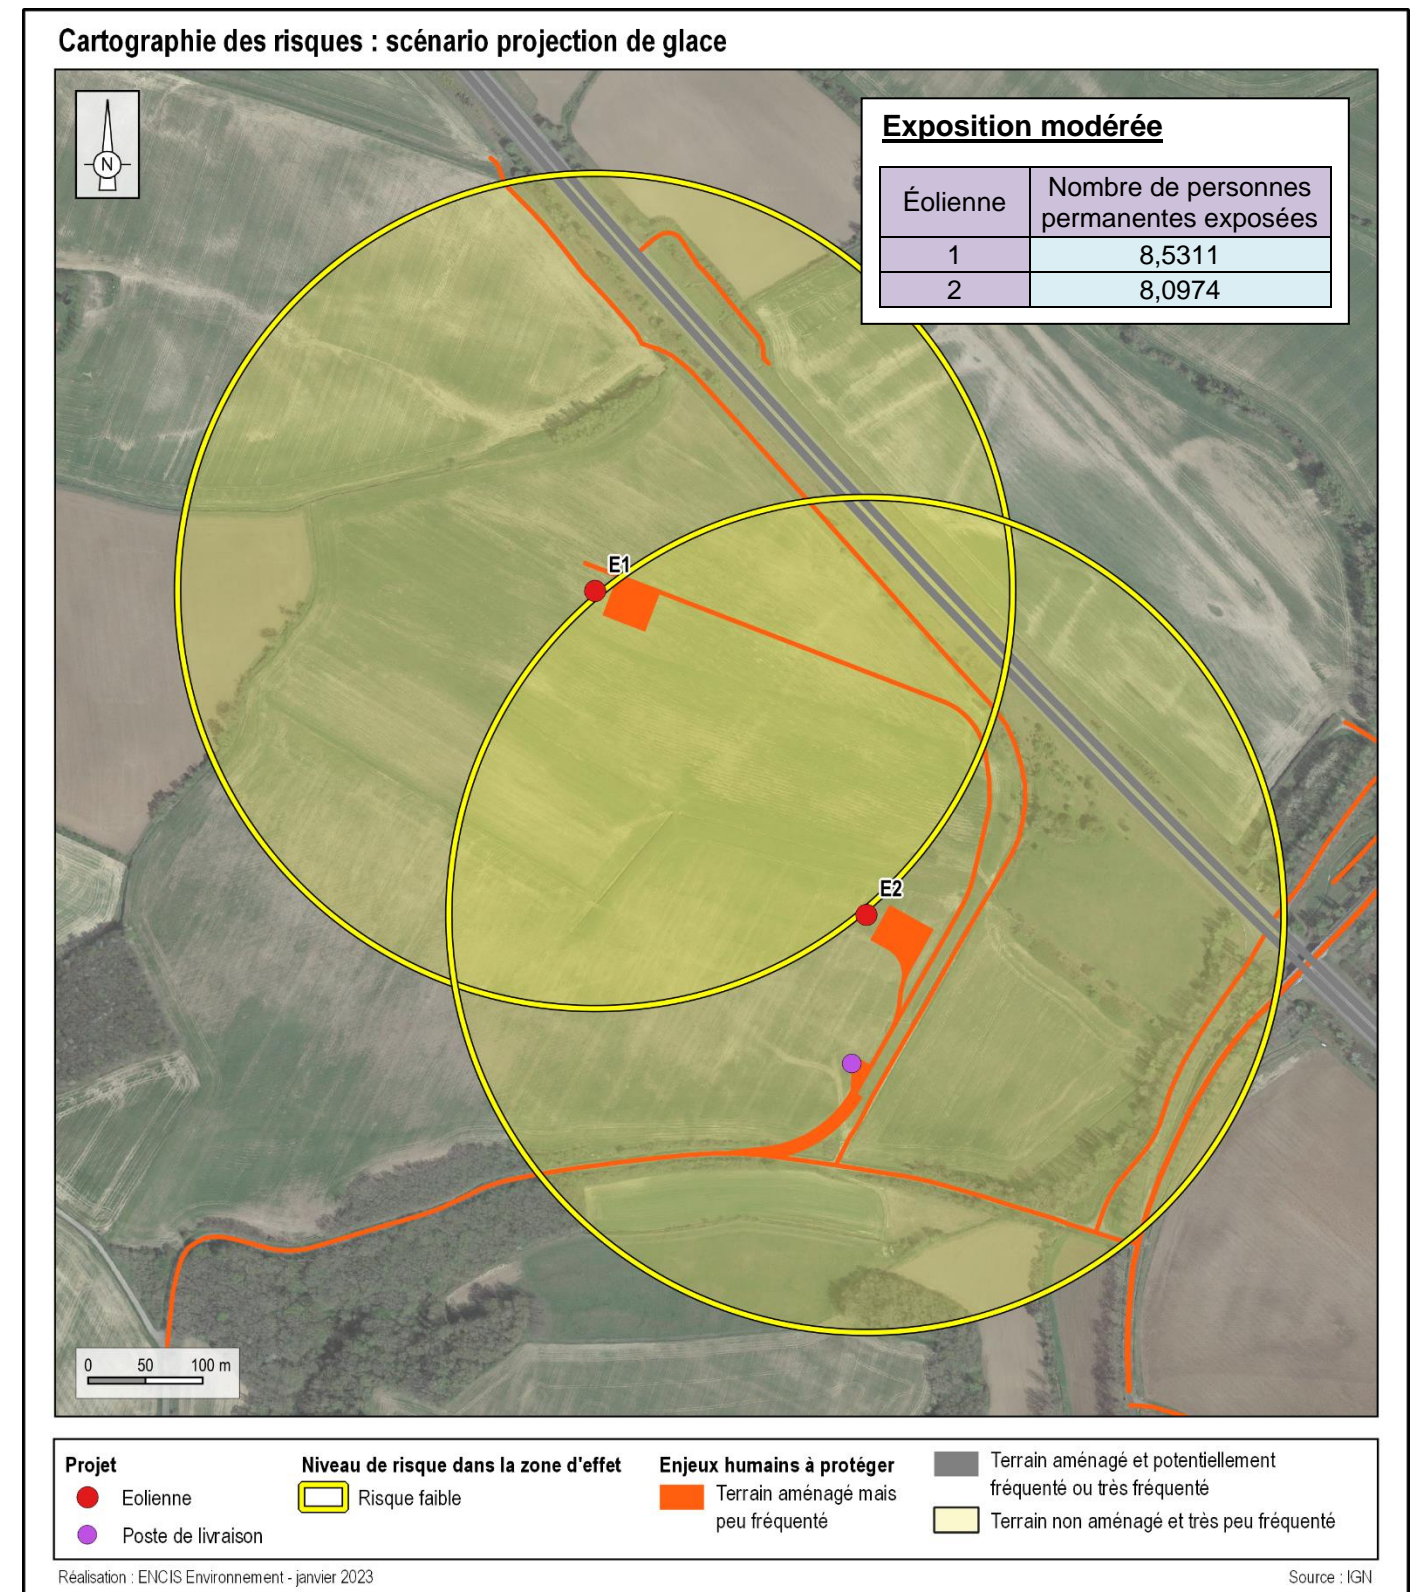 Cartographie des risques : scénario projection de glace
N
Exposition modérée
Éolienne
Nombre de personnes
permanentes exposées
1 8,5311
2 8,0974
E1
E2
0 50 100 m
Projet
Eolienne
Poste de livraison
Niveau de risque dans la zone d'effet
Risque faible
Enjeux humains à protéger
Terrain aménagé mais
peu fréquenté
Terrain aménagé et potentiellement
fréquenté ou très fréquenté
Terrain non aménagé et très peu fréquenté
Réalisation : ENCIS Environnement - janvier 2023
Source : IGN